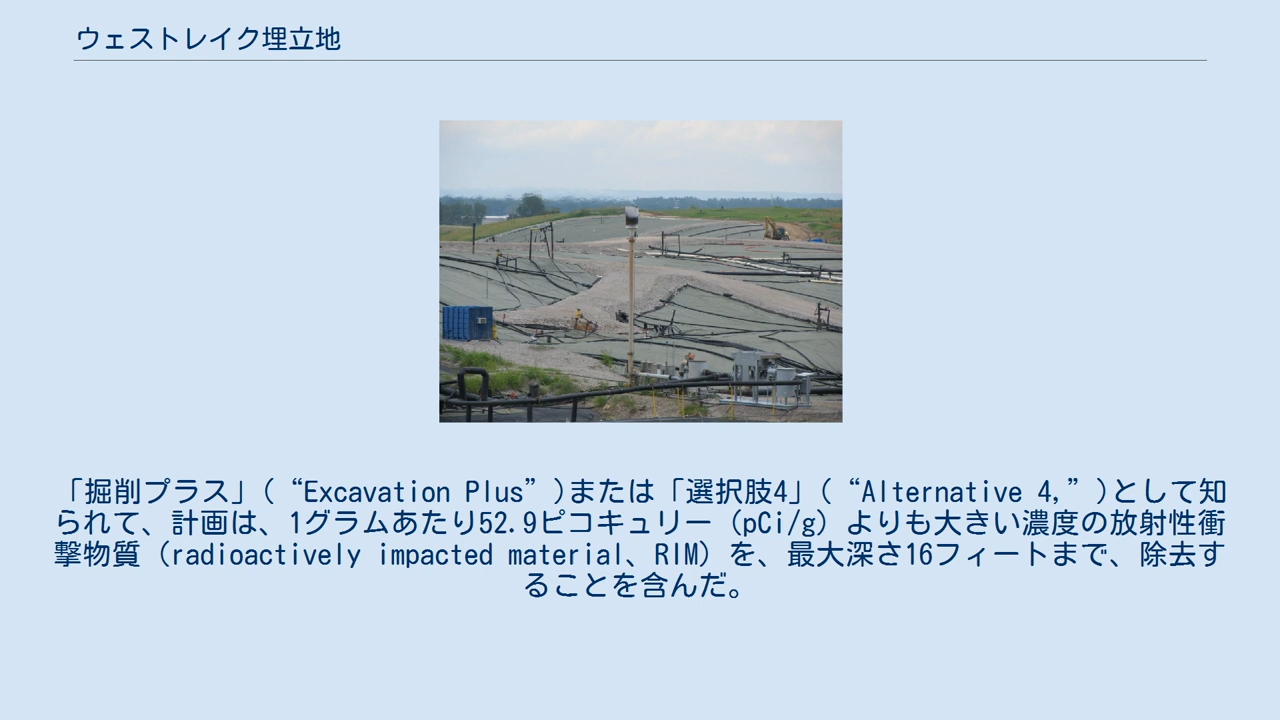 ウェストレイク埋立地
「掘削プラス」(“Excavation Plus”)または「選択肢4」(“Alternative 4,”)として知
られて、計画は、1グラムあたり52.9ピコキュリー（pCi/g）よりも大きい濃度の放射性衝
撃物質（radioactively impacted material、RIM）を、最大深さ16フィートまで、除去す
ることを含んだ。